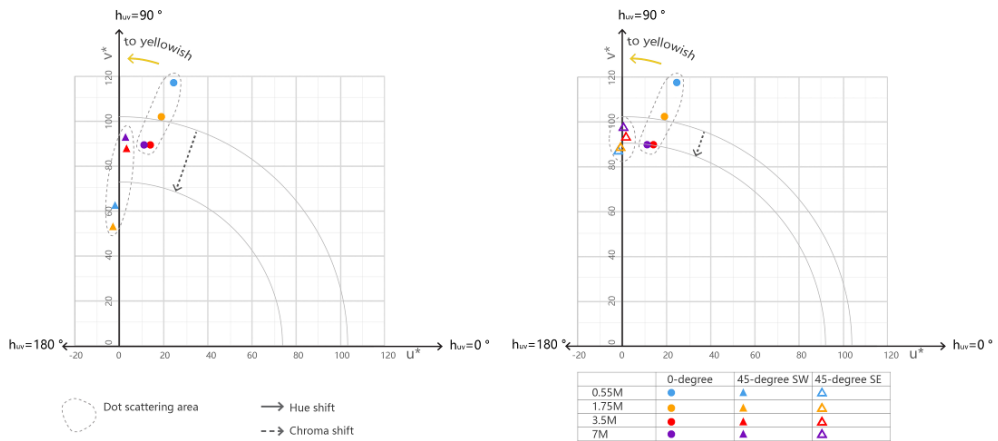 huv=90 °
v*
to yellowish
120
100
80
60
40
20
0
huv=180 °
-20 0 20 40 60 80 100 120
u*
huv=0 °
Dot scattering area
Hue shift
Chroma shift
huv=90 °
v*
to yellowish
120
100
80
60
40
20
0
huv=180 °
-20 0 20 40 60 80 100 120
u*
huv=0 °
0-degree 45-degree SW 45-degree SE
0.55M
1.75M
3.5M
7M